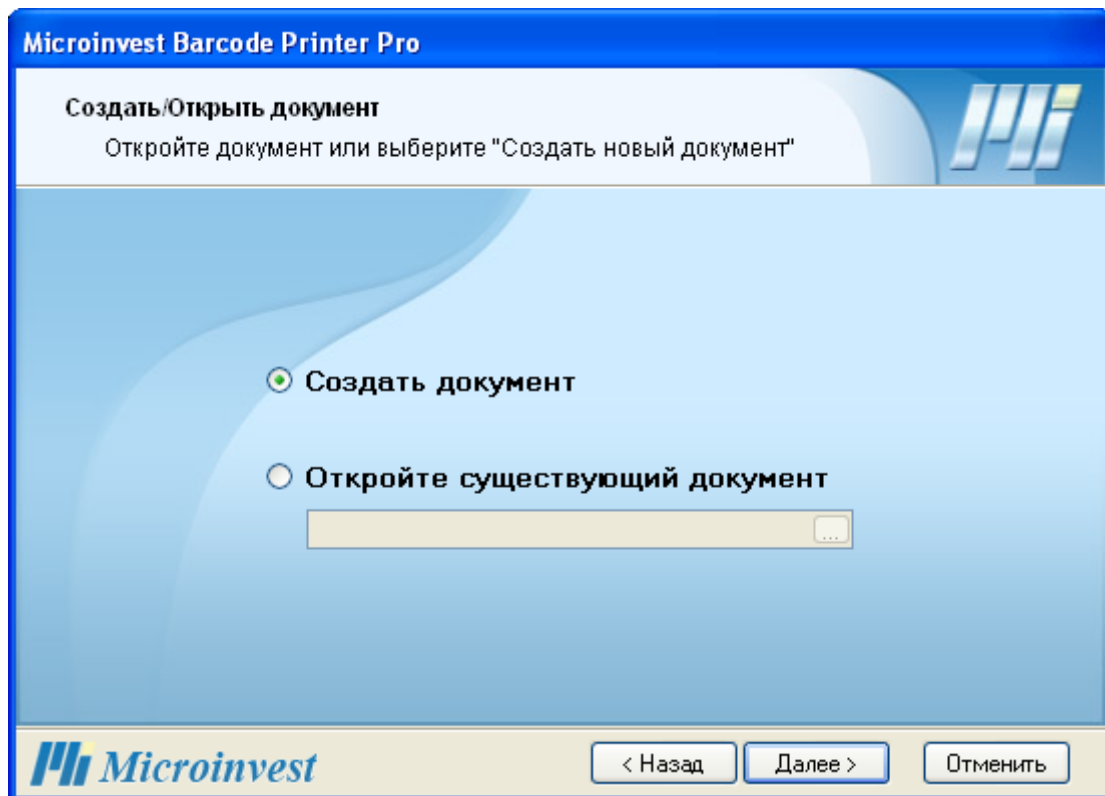 Microinvest Barcode Printer Pro
Создать/Открыть документ
Откройте документ или выберите "Создать новый документ"
Создать документ
Откройте существующий документ
...
Microinvest
< Назад
Далее >
Отменить